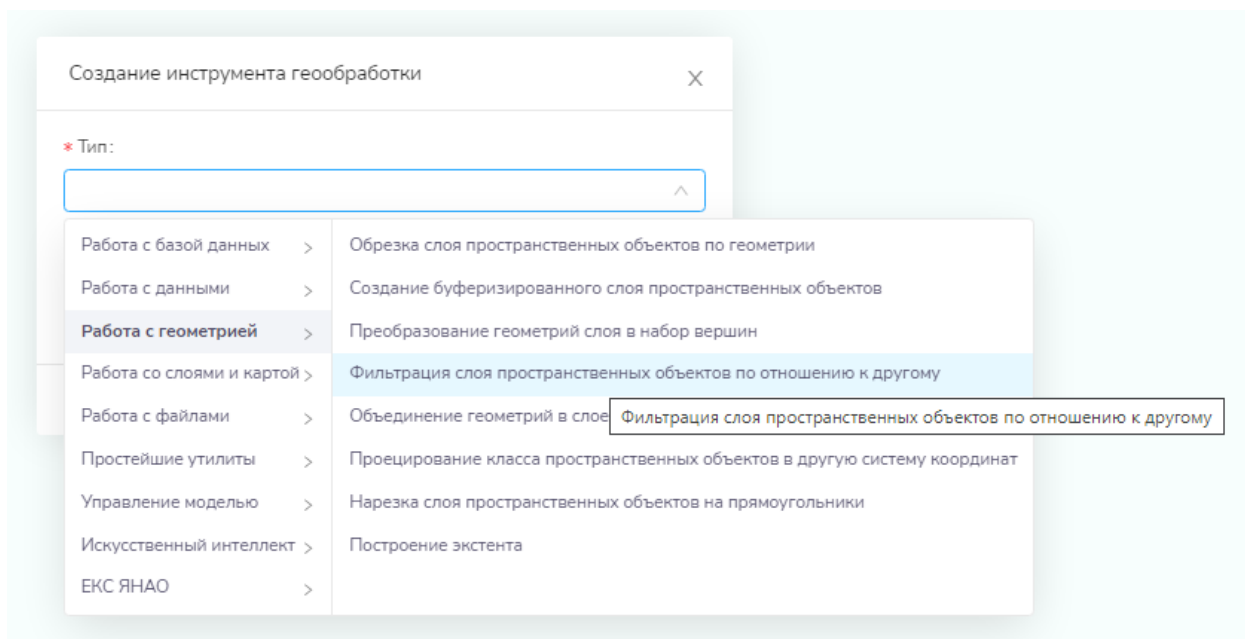 Создание инструмента геообработки
* Тип:
Работа с базой данных
Работа с данными
Работа с геометрией
Работа со слоями и картой
Работа с файлами
Простейшие утилиты
Управление моделью
Искусственный интеллект
ЕКС ЯНАО
Обрезка слоя пространственных объектов по геометрии
Создание буферизированного слоя пространственных объектов
Преобразование геометрий слоя в набор вершин
Фильтрация слоя пространственных объектов по отношению к другому
Объединение геометрий в слое
Фильтрация слоя пространственных объектов по отношению к другому
Проецирование класса пространственных объектов в другую систему координат
Нарезка слоя пространственных объектов на прямоугольники
Построение экстента